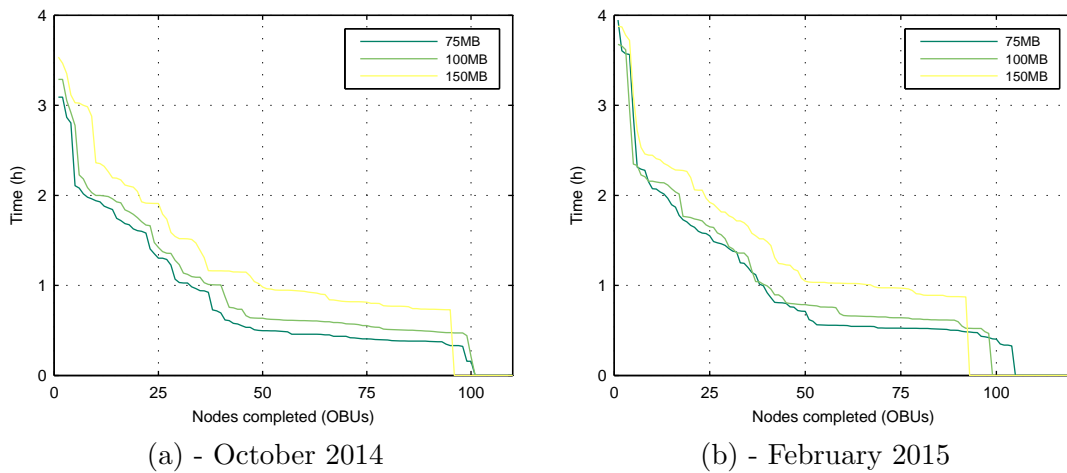 4
3
2
1
0
Time (h)
0
25
50
75
100
Nodes completed (OBUs)
75MB
100MB
150MB
(a) - October 2014
4
3
2
1
0
Time (h)
0
25
50
75
100
Nodes completed (OBUs)
75MB
100MB
150MB
(b) - February 2015